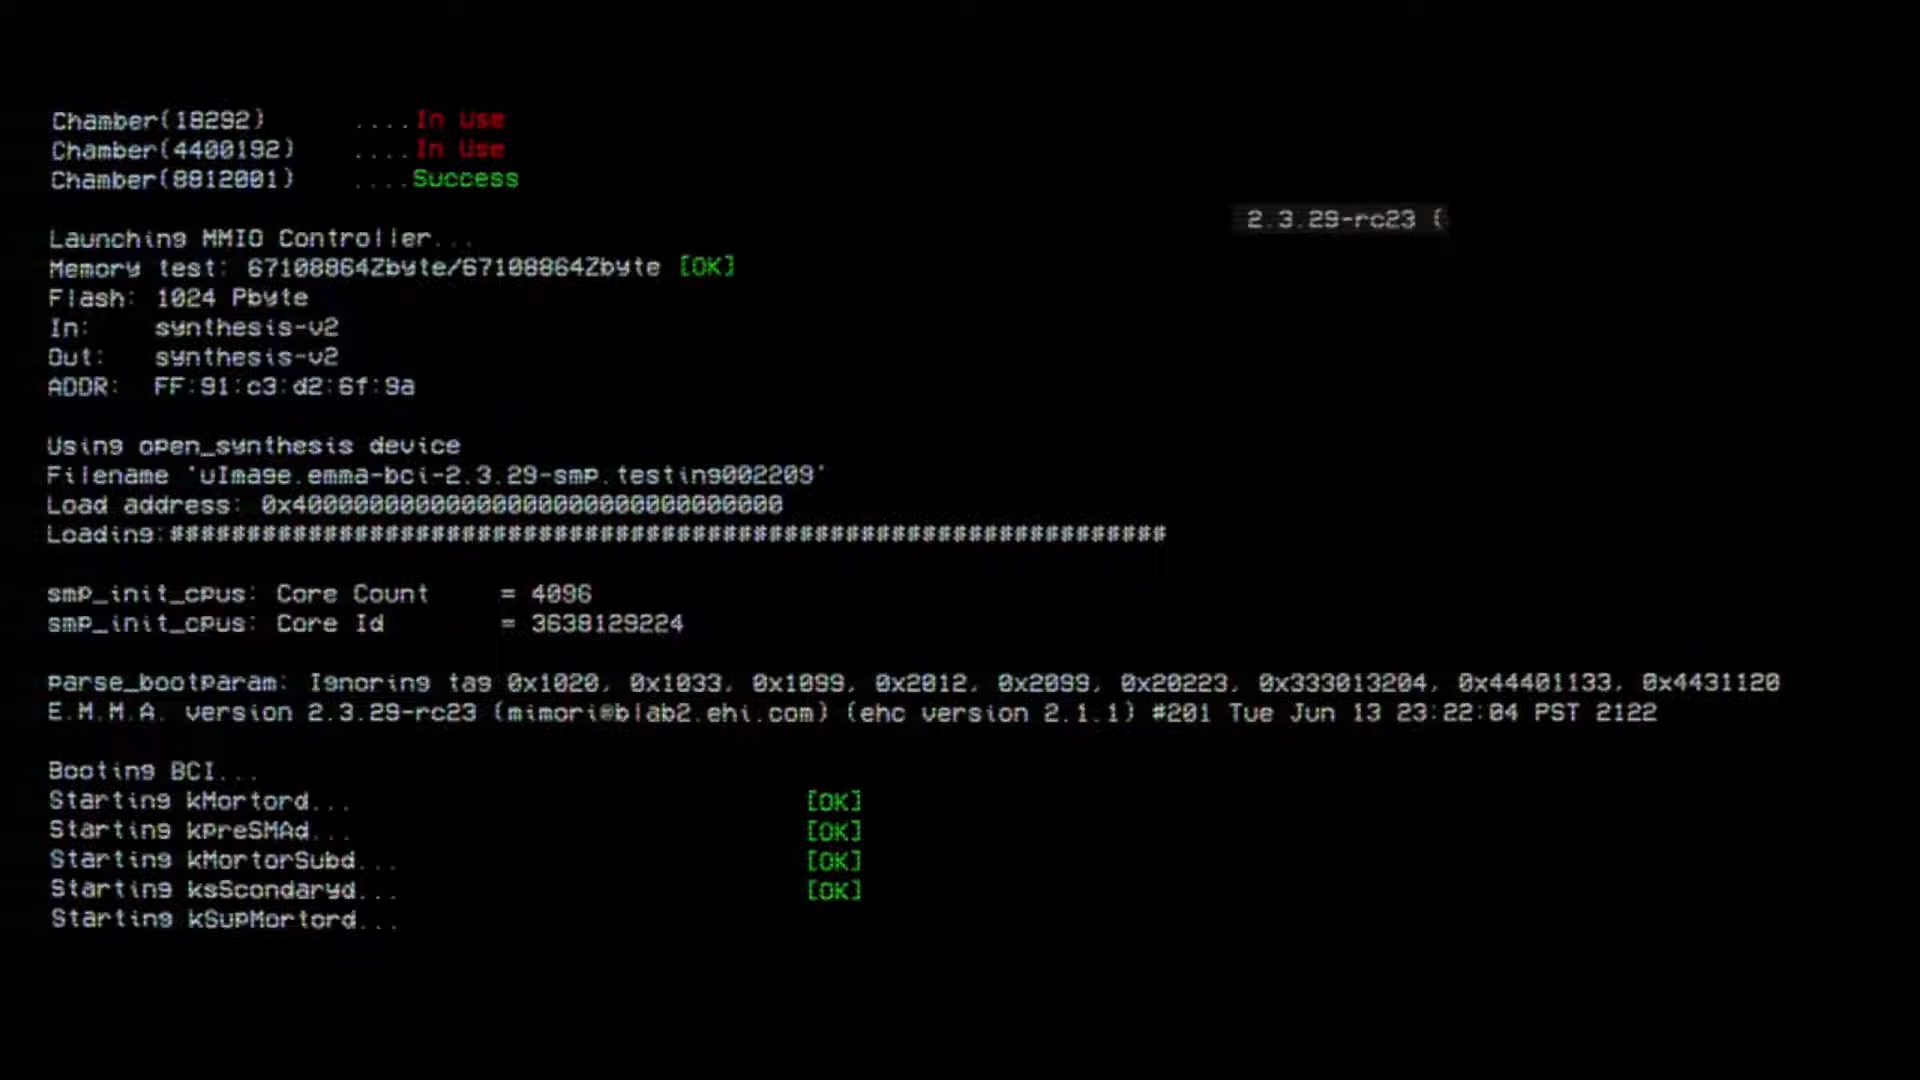 Chamber(18292)      ....In Use
Chamber(4400192)    ....In Use
Chamber(8812001)    ....Success
2.3.29-rc23 (
Launching MMIO Controller...
Memory test: 67108864Zbyte/67108864Zbyte [OK]
Flash: 1024 Pbyte
In:    synthesis-v2
Out:   synthesis-v2
ADDR:  FF:91:c3:d2:6f:9a
Using open_synthesis device
Filename 'uImage.emma-bci-2.3.29-smp.testing002209'
Load address: 0x40000000000000000000000000000000
Loading:#################################################################
smp_init_cpus: Core Count     = 4096
smp_init_cpus: Core Id        = 3638129224
parse_bootparam: Ignoring tag 0x1020, 0x1033, 0x1099, 0x2012, 0x2099, 0x20223, 0x333013204, 0x44401133, 0x4431120
E.M.M.A. version 2.3.29-rc23 (mimori@blab2.ehi.com) (ehc version 2.1.1) #201 Tue Jun 13 23:22:04 PST 2122
Booting BCI...
Starting kMortord...                              [OK]
Starting kpreSMAd...                              [OK]
Starting kMortorSubd...                           [OK]
Starting ksScondaryd...                           [OK]
Starting kSupMortord...